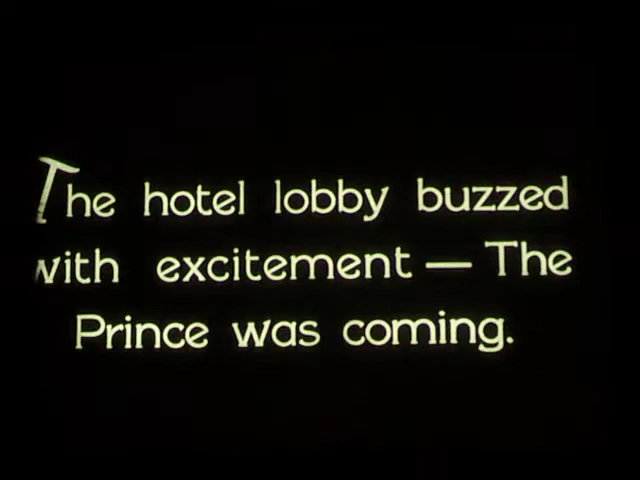 The hotel lobby buzzed
with excitement — The
Prince was coming.